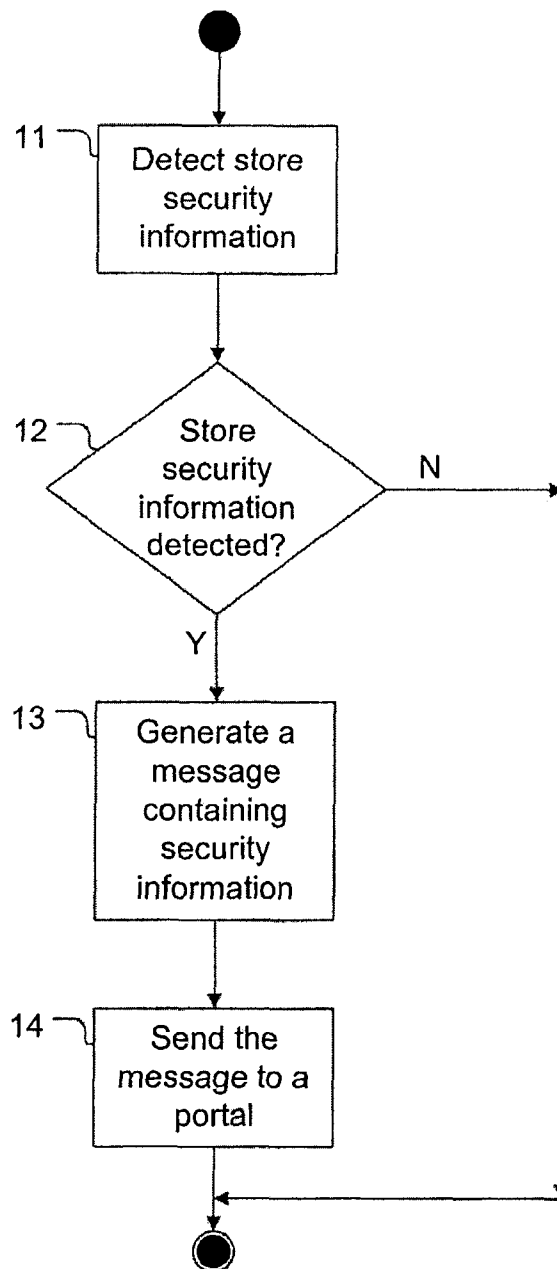 11
Detect store
security
information
12
Store
security
information
detected?
N
Y
13
Generate a
message
containing
security
information
14
Send the
message to a
portal